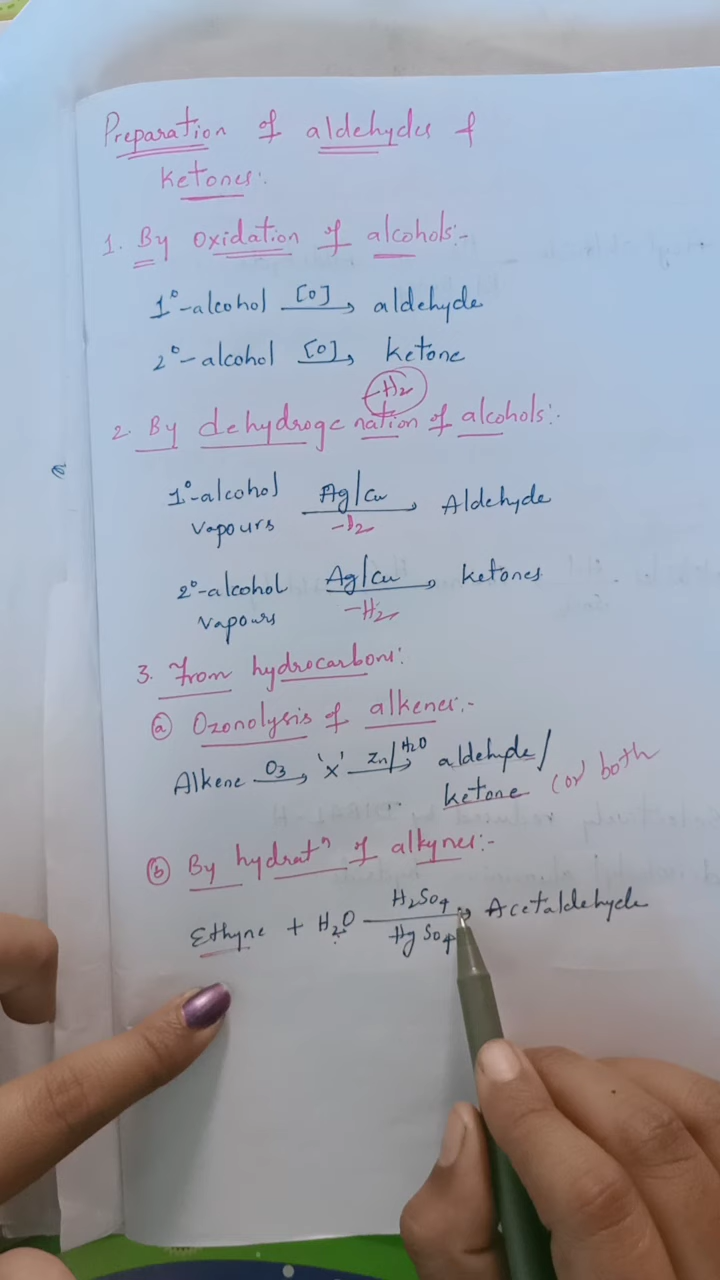 Preparation of aldehydes &
Ketones:
1. By Oxidation of alcohols:-
1°-alcohol [O]→ aldehyde
2°-alcohol [O]→ ketone
-H2
2. By dehydrogenation of alcohols:-
1°-alcohol Ag/Cu → Aldehyde
vapours -H2
2°-alcohol Ag/Cu → ketones
vapours -H2
3. From hydrocarbons:
(a) Ozonolysis of alkenes:-
Alkene O3→ 'X' Zn/H2O→ aldehyde/
ketone (or) both
(b) By hydratn of alkynes:-
Ethyne + H2O H2SO4/HgSO4→ Acetaldehyde